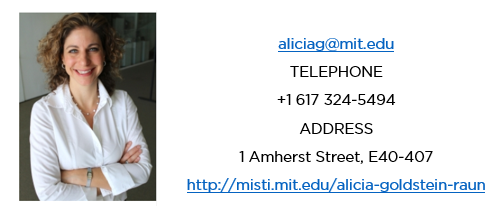 aliciag@mit.edu
TELEPHONE
+1 617 324-5494
ADDRESS
1 Amherst Street, E40-407
http://misti.mit.edu/alicia-goldstein-raun